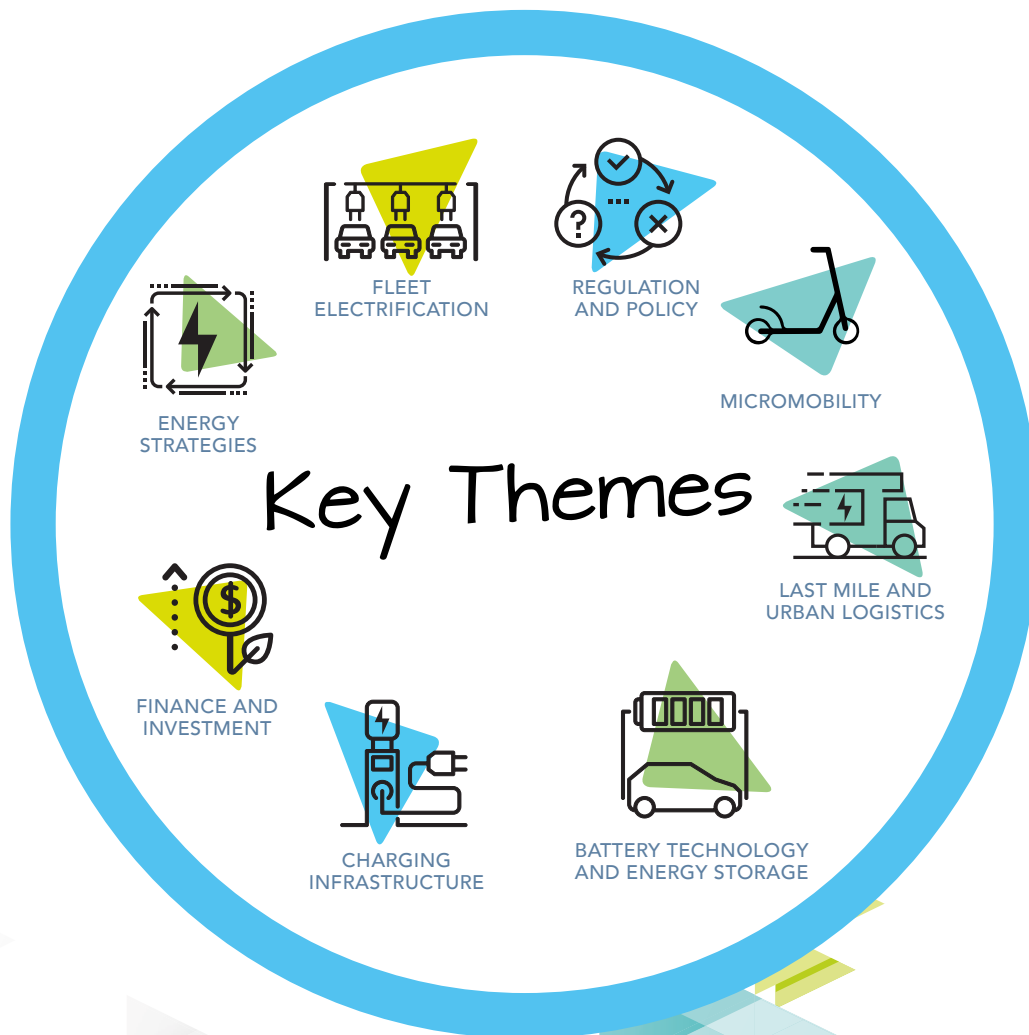 FLEET
ELECTRIFICATION
REGULATION
AND POLICY
MICROMOBILITY
ENERGY
STRATEGIES
Key Themes
LAST MILE AND
URBAN LOGISTICS
FINANCE AND
INVESTMENT
CHARGING
INFRASTRUCTURE
BATTERY TECHNOLOGY
AND ENERGY STORAGE